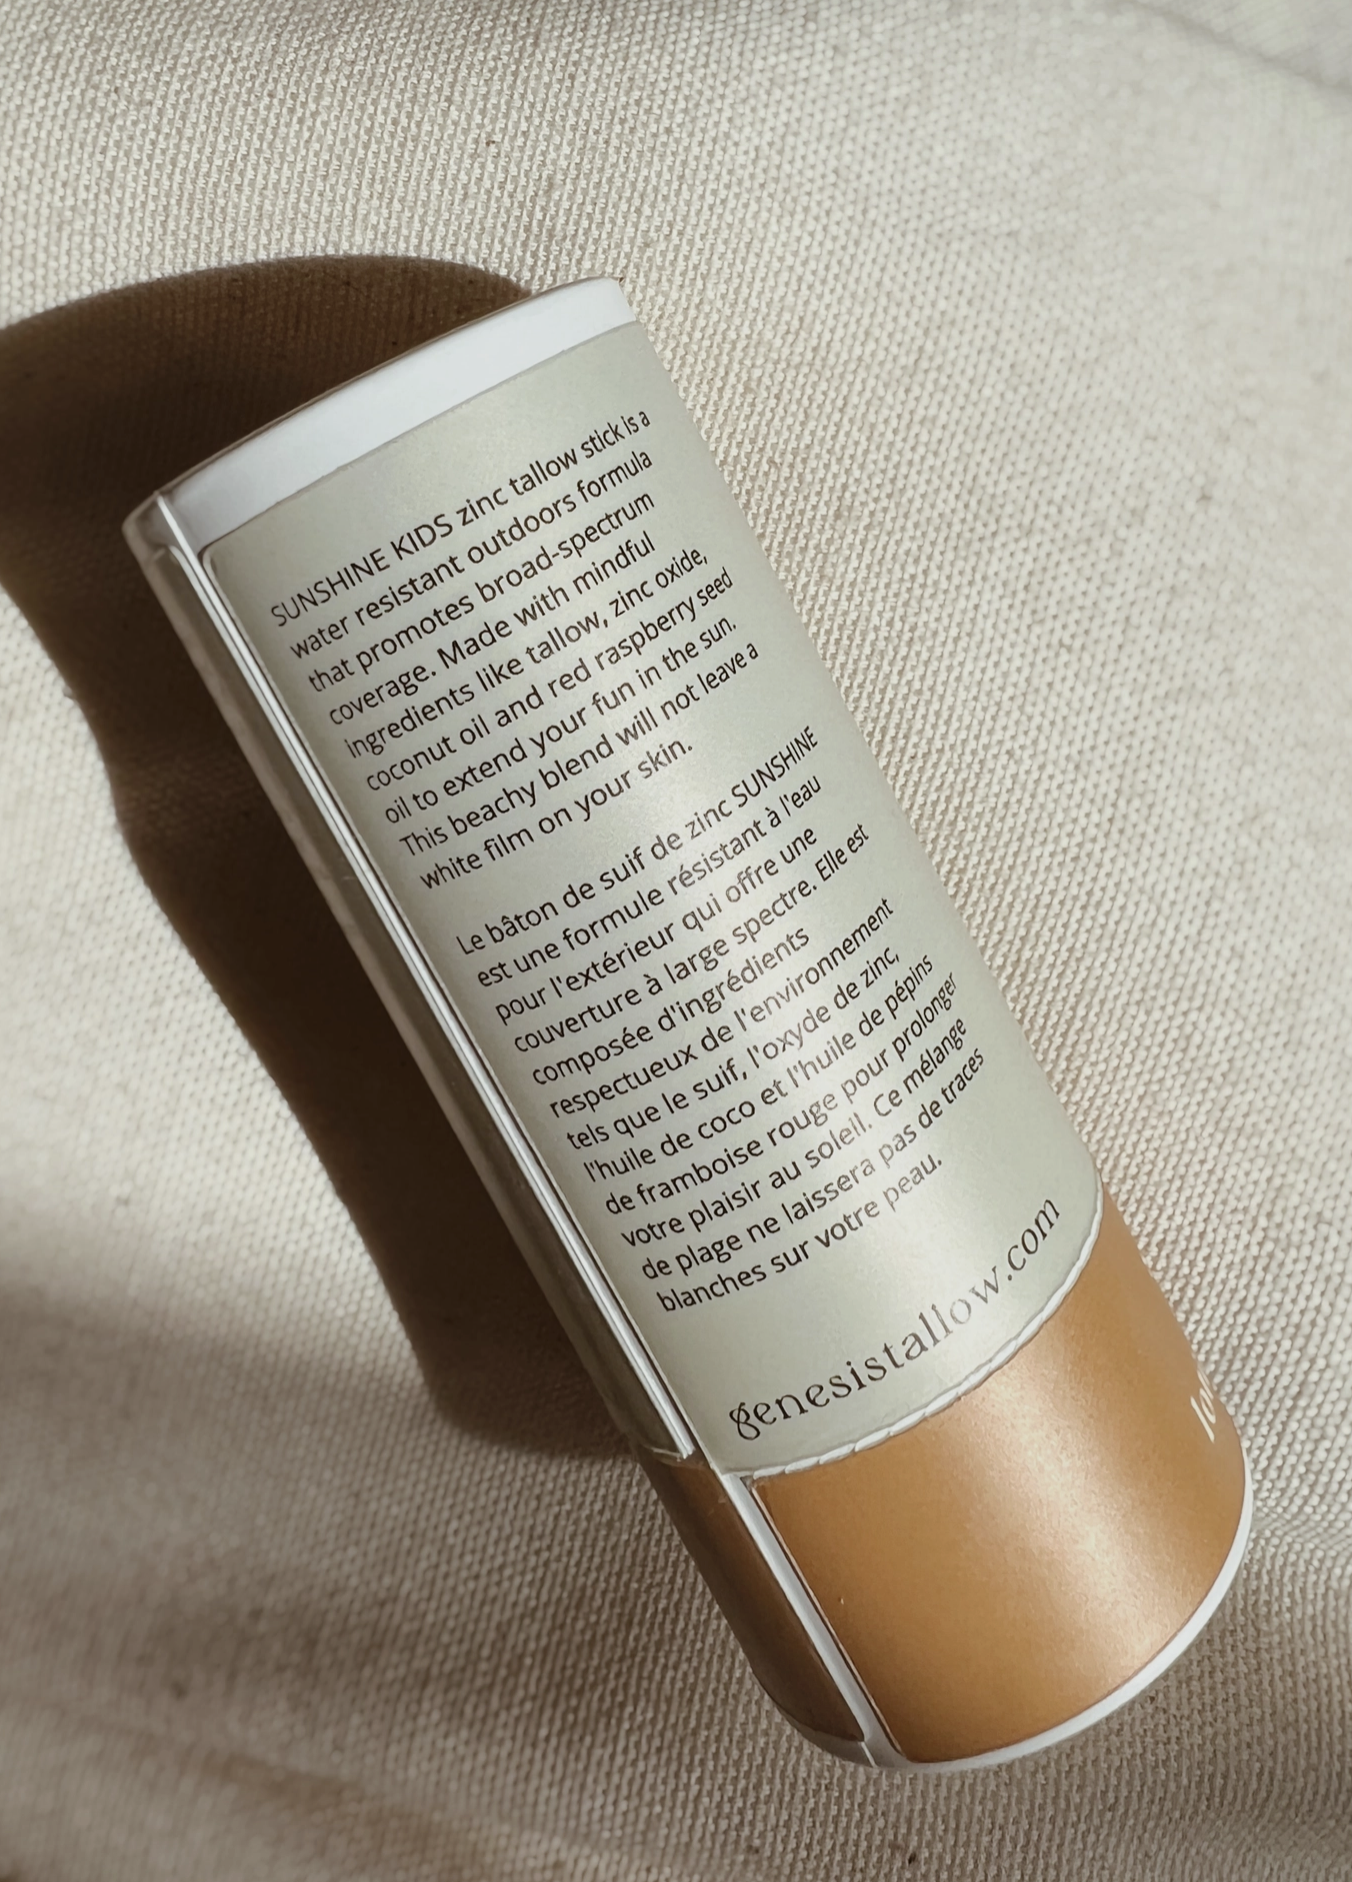 SUNSHINE KIDS zinc tallow stick is a
water resistant outdoors formula
that promotes broad-spectrum
coverage. Made with mindful
ingredients like tallow, zinc oxide,
coconut oil and red raspberry seed
oil to extend your fun in the sun.
This beachy blend will not leave a
white film on your skin.
Le bâton de suif de zinc SUNSHINE
est une formule résistant à l'eau
pour l'extérieur qui offre une
couverture à large spectre. Elle est
composée d'ingrédients
respectueux de l'environnement
tels que le suif, l'oxyde de zinc,
l'huile de coco et l'huile de pépins
de framboise rouge pour prolonger
votre plaisir au soleil. Ce mélange
de plage ne laissera pas de traces
blanches sur votre peau.
genesistallow.com